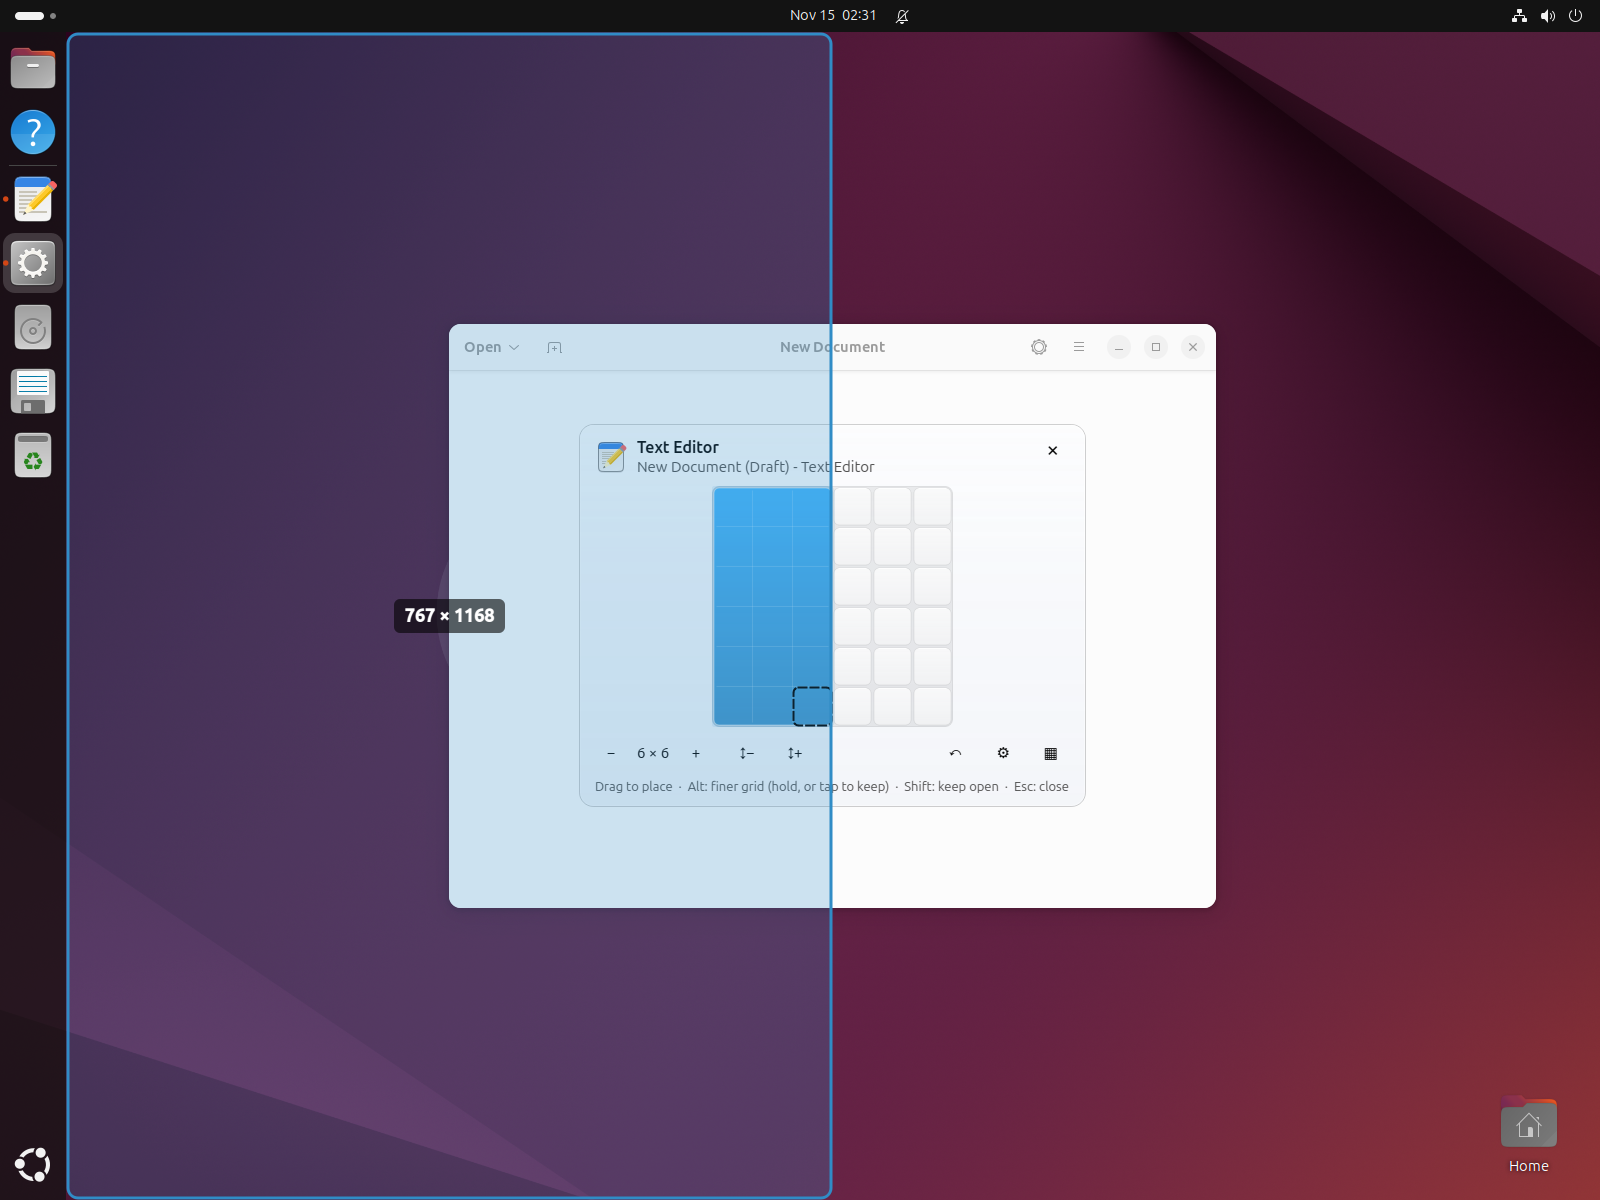 Nov 15 02:31
Open
New Document
Text Editor
New Document (Draft) - Text Editor
767 × 1168
− 6 × 6 + ↕− ↕+
Drag to place · Alt: finer grid (hold, or tap to keep) · Shift: keep open · Esc: close
Home